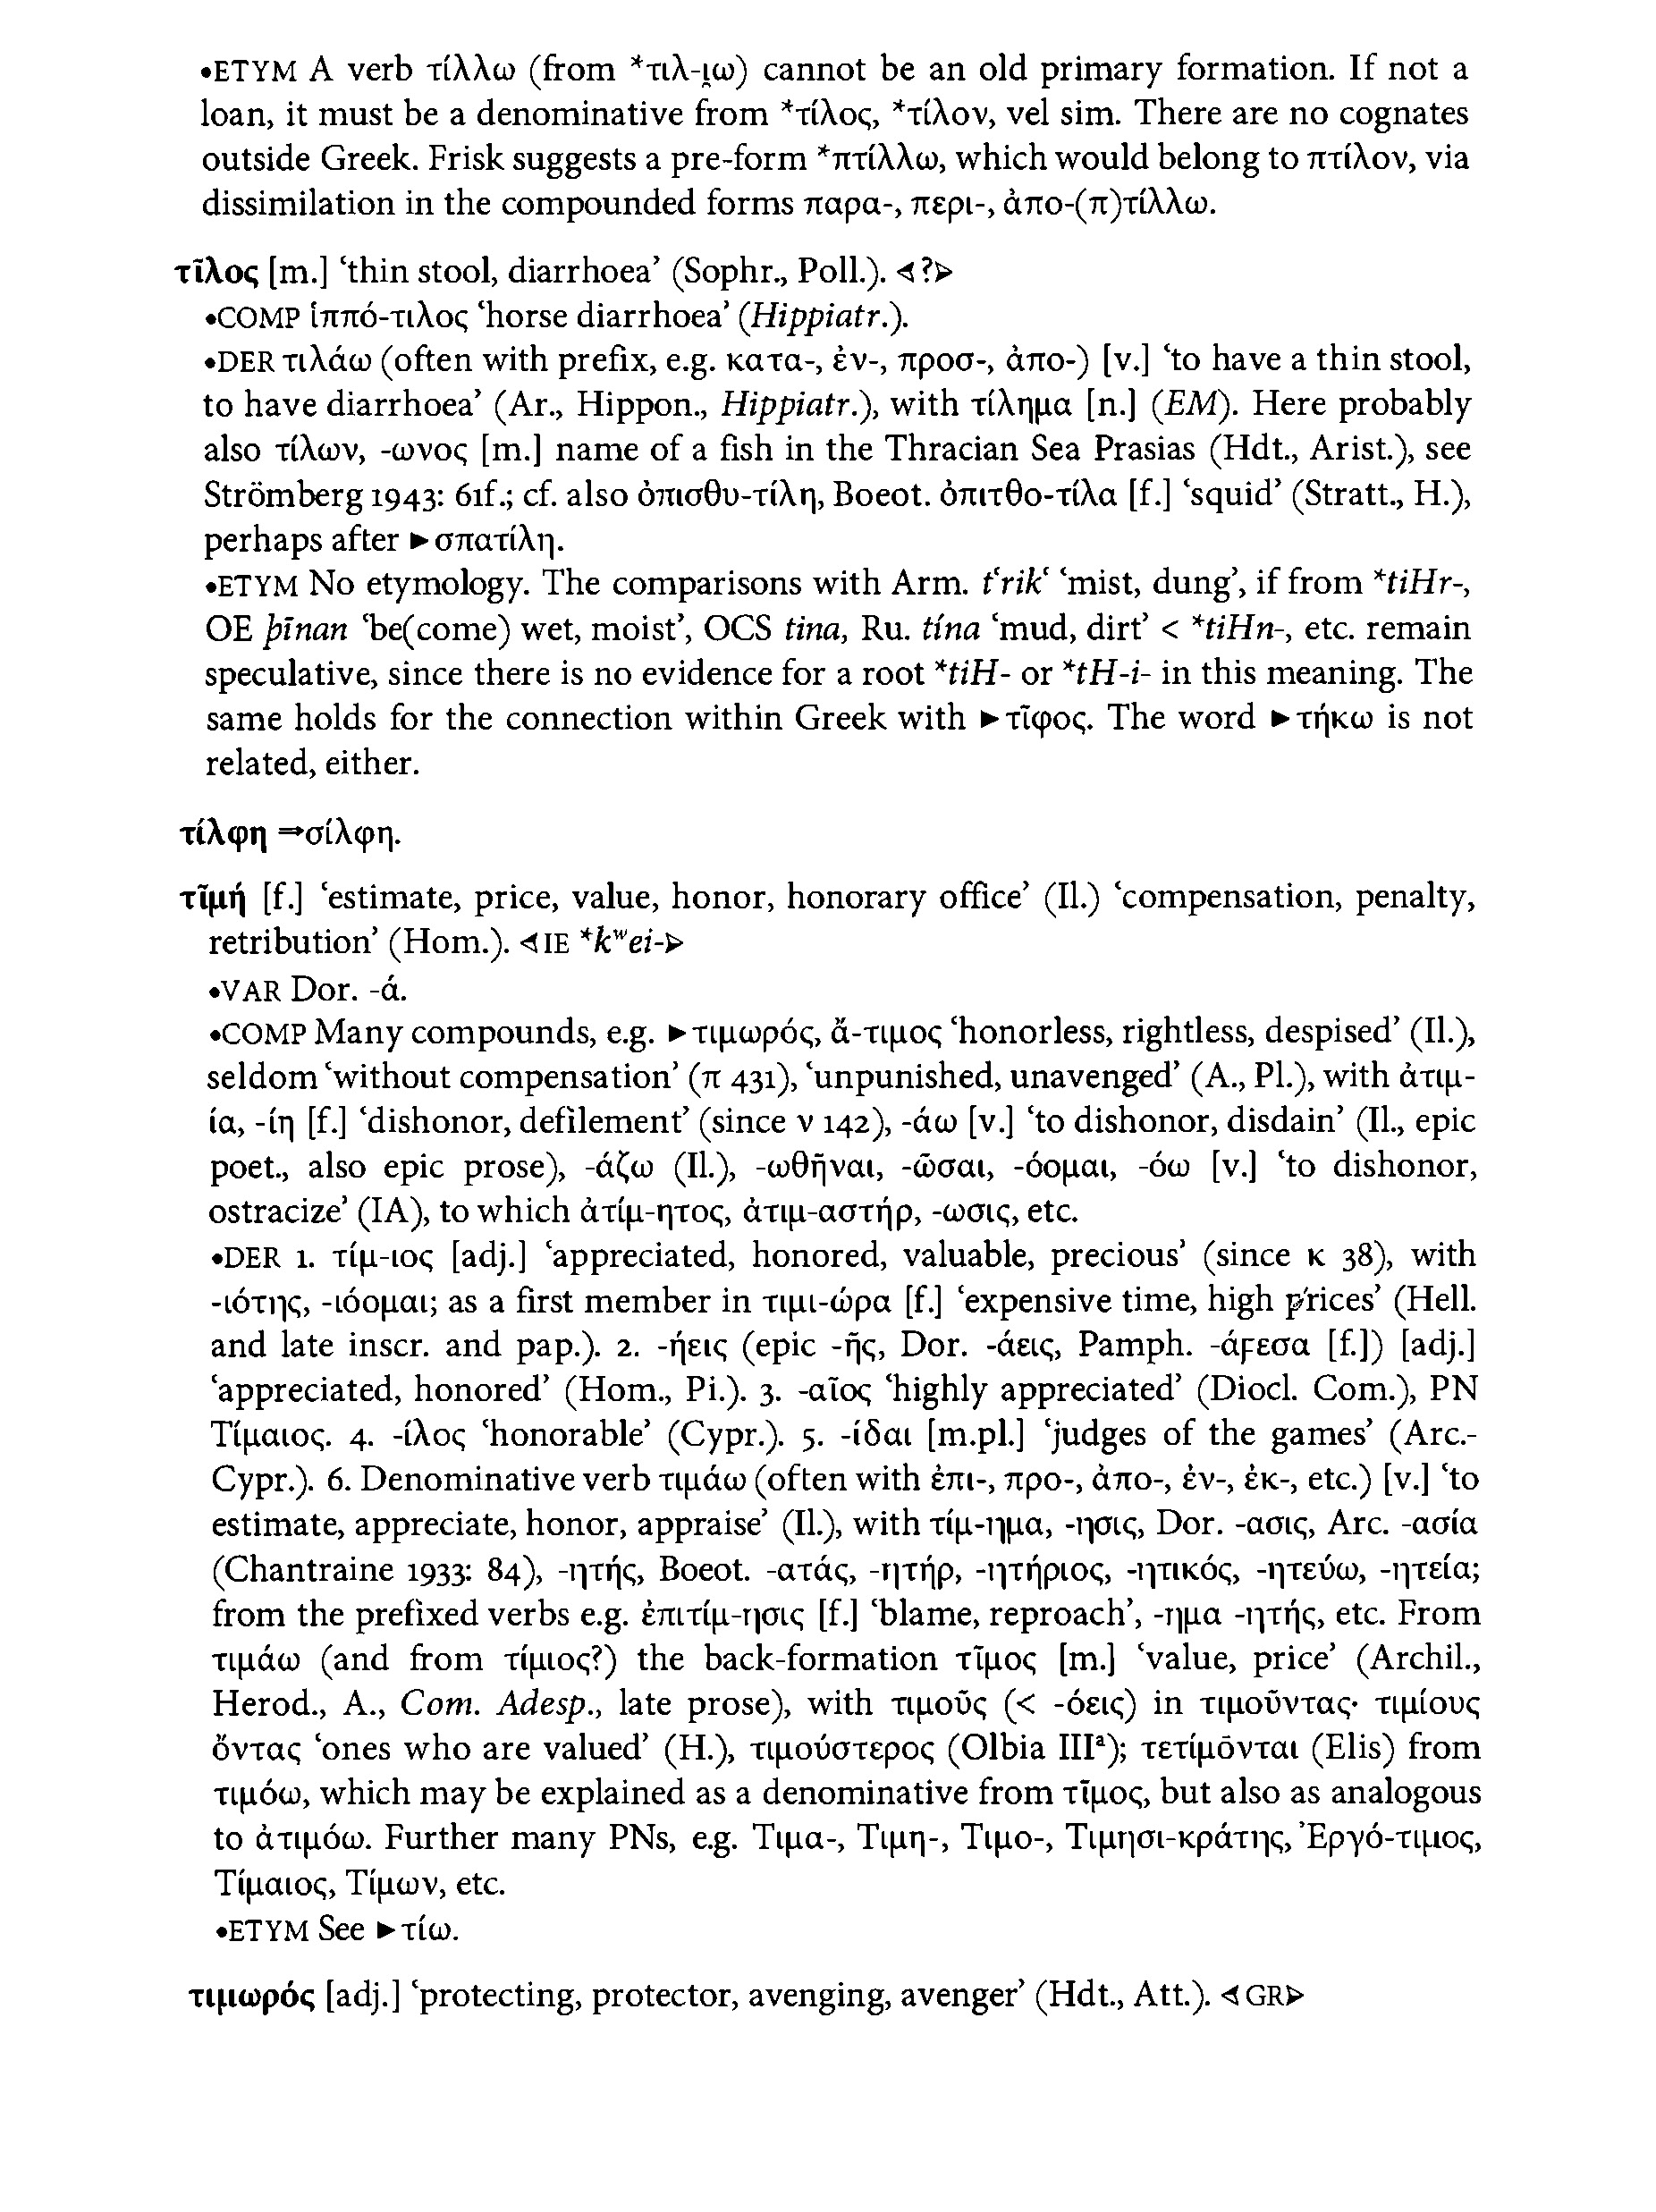 •ETYM A verb τίλλω (from *τιλ-ι̯ω) cannot be an old primary formation. If not a
loan, it must be a denominative from *τίλος, *τίλον, vel sim. There are no cognates
outside Greek. Frisk suggests a pre-form *πτίλλω, which would belong to πτίλον, via
dissimilation in the compounded forms παρα-, περι-, ἀπο-(π)τίλλω.
τῖλος [m.] ‘thin stool, diarrhoea’ (Sophr., Poll.). ⊲?⊳
•COMP ἱππό-τιλος ‘horse diarrhoea’ (Hippiatr.).
•DER τιλάω (often with prefix, e.g. κατα-, ἐν-, προσ-, ἀπο-) [v.] ‘to have a thin stool,
to have diarrhoea’ (Ar., Hippon., Hippiatr.), with τίλημα [n.] (EM). Here probably
also τίλων, -ωνος [m.] name of a fish in the Thracian Sea Prasias (Hdt., Arist.), see
Strömberg 1943: 61f.; cf. also ὀπισθυ-τίλη, Boeot. ὀπιτθο-τίλα [f.] ‘squid’ (Stratt., H.),
perhaps after ►σπατίλη.
•ETYM No etymology. The comparisons with Arm. tʿrikʿ ‘mist, dung’, if from *tiHr-,
OE þīnan ‘be(come) wet, moist’, OCS tina, Ru. tína ‘mud, dirt’ < *tiHn-, etc. remain
speculative, since there is no evidence for a root *tiH- or *tH-i- in this meaning. The
same holds for the connection within Greek with ►τῖφος. The word ►τήκω is not
related, either.
τίλφη ⇒σίλφη.
τῑμή [f.] ‘estimate, price, value, honor, honorary office’ (Il.) ‘compensation, penalty,
retribution’ (Hom.). ⊲IE *kʷei-⊳
•VAR Dor. -ά.
•COMP Many compounds, e.g. ►τιμωρός, ἄ-τιμος ‘honorless, rightless, despised’ (Il.),
seldom ‘without compensation’ (π 431), ‘unpunished, unavenged’ (A., Pl.), with ἀτιμ-
ία, -ίη [f.] ‘dishonor, defilement’ (since ν 142), -άω [v.] ‘to dishonor, disdain’ (Il., epic
poet., also epic prose), -άζω (Il.), -ωθῆναι, -ῶσαι, -όομαι, -όω [v.] ‘to dishonor,
ostracize’ (IA), to which ἀτίμ-ητος, ἀτιμ-αστήρ, -ωσις, etc.
•DER 1. τίμ-ιος [adj.] ‘appreciated, honored, valuable, precious’ (since κ 38), with
-ιότης, -ιόομαι; as a first member in τιμι-ώρα [f.] ‘expensive time, high prices’ (Hell.
and late inscr. and pap.). 2. -ήεις (epic -ῆς, Dor. -άεις, Pamph. -άϝεσα [f.]) [adj.]
‘appreciated, honored’ (Hom., Pi.). 3. -αῖος ‘highly appreciated’ (Diocl. Com.), PN
Τίμαιος. 4. -ίλος ‘honorable’ (Cypr.). 5. -ίδαι [m.pl.] ‘judges of the games’ (Arc.-
Cypr.). 6. Denominative verb τιμάω (often with ἐπι-, προ-, ἀπο-, ἐν-, ἐκ-, etc.) [v.] ‘to
estimate, appreciate, honor, appraise’ (Il.), with τίμ-ημα, -ησις, Dor. -ασις, Arc. -ασία
(Chantraine 1933: 84), -ητής, Boeot. -ατάς, -ητήρ, -ητήριος, -ητικός, -ητεύω, -ητεία;
from the prefixed verbs e.g. ἐπιτίμ-ησις [f.] ‘blame, reproach’, -ημα -ητής, etc. From
τιμάω (and from τίμιος?) the back-formation τῖμος [m.] ‘value, price’ (Archil.,
Herod., A., Com. Adesp., late prose), with τιμοῦς (< -όεις) in τιμοῦντας· τιμίους
ὄντας ‘ones who are valued’ (H.), τιμούστερος (Olbia IIIᵃ); τετίμο̄νται (Elis) from
τιμόω, which may be explained as a denominative from τῖμος, but also as analogous
to ἀτιμόω. Further many PNs, e.g. Τιμα-, Τιμη-, Τιμο-, Τιμησι-κράτης, Ἐργό-τιμος,
Τίμαιος, Τίμων, etc.
•ETYM See ►τίω.
τιμωρός [adj.] ‘protecting, protector, avenging, avenger’ (Hdt., Att.). ⊲GR⊳